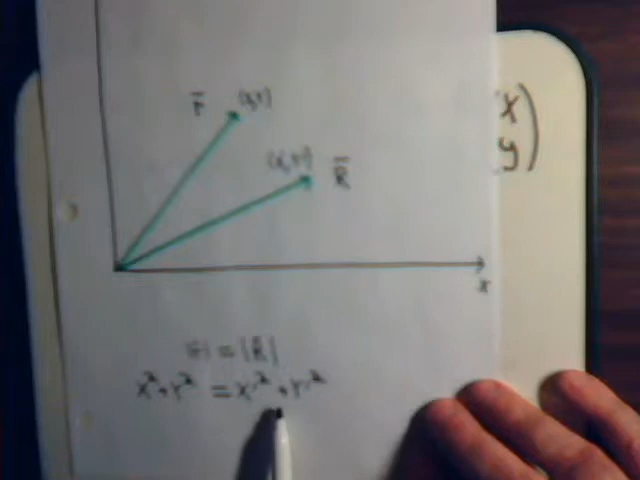 r̄ (x,y)
(x',y') R̄
x
|r̄| = |R̄|
x² + y² = x'² + y'²
x
y